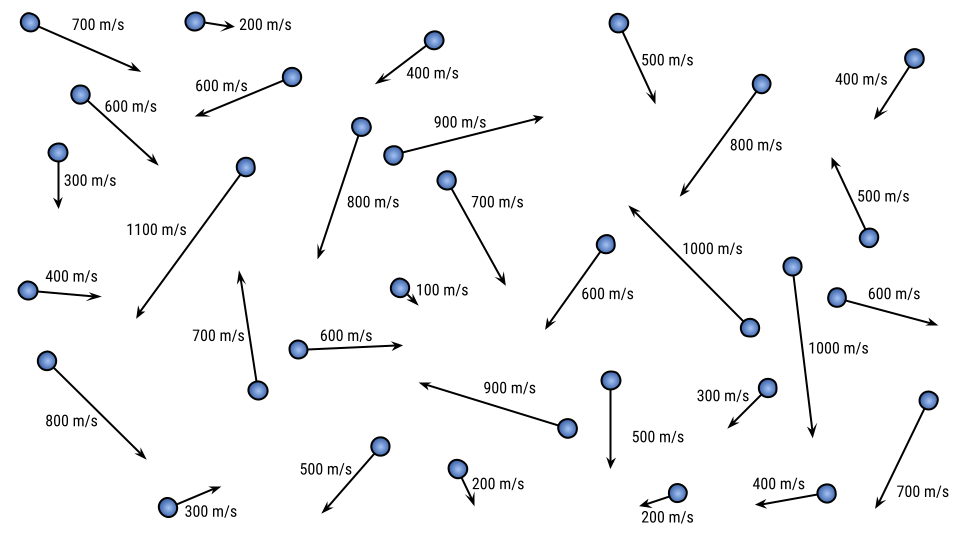 700 m/s
200 m/s
400 m/s
500 m/s
400 m/s
600 m/s
600 m/s
900 m/s
800 m/s
300 m/s
1100 m/s
800 m/s
700 m/s
500 m/s
1000 m/s
400 m/s
100 m/s
600 m/s
600 m/s
700 m/s
600 m/s
1000 m/s
900 m/s
300 m/s
800 m/s
500 m/s
500 m/s
200 m/s
400 m/s
700 m/s
300 m/s
200 m/s